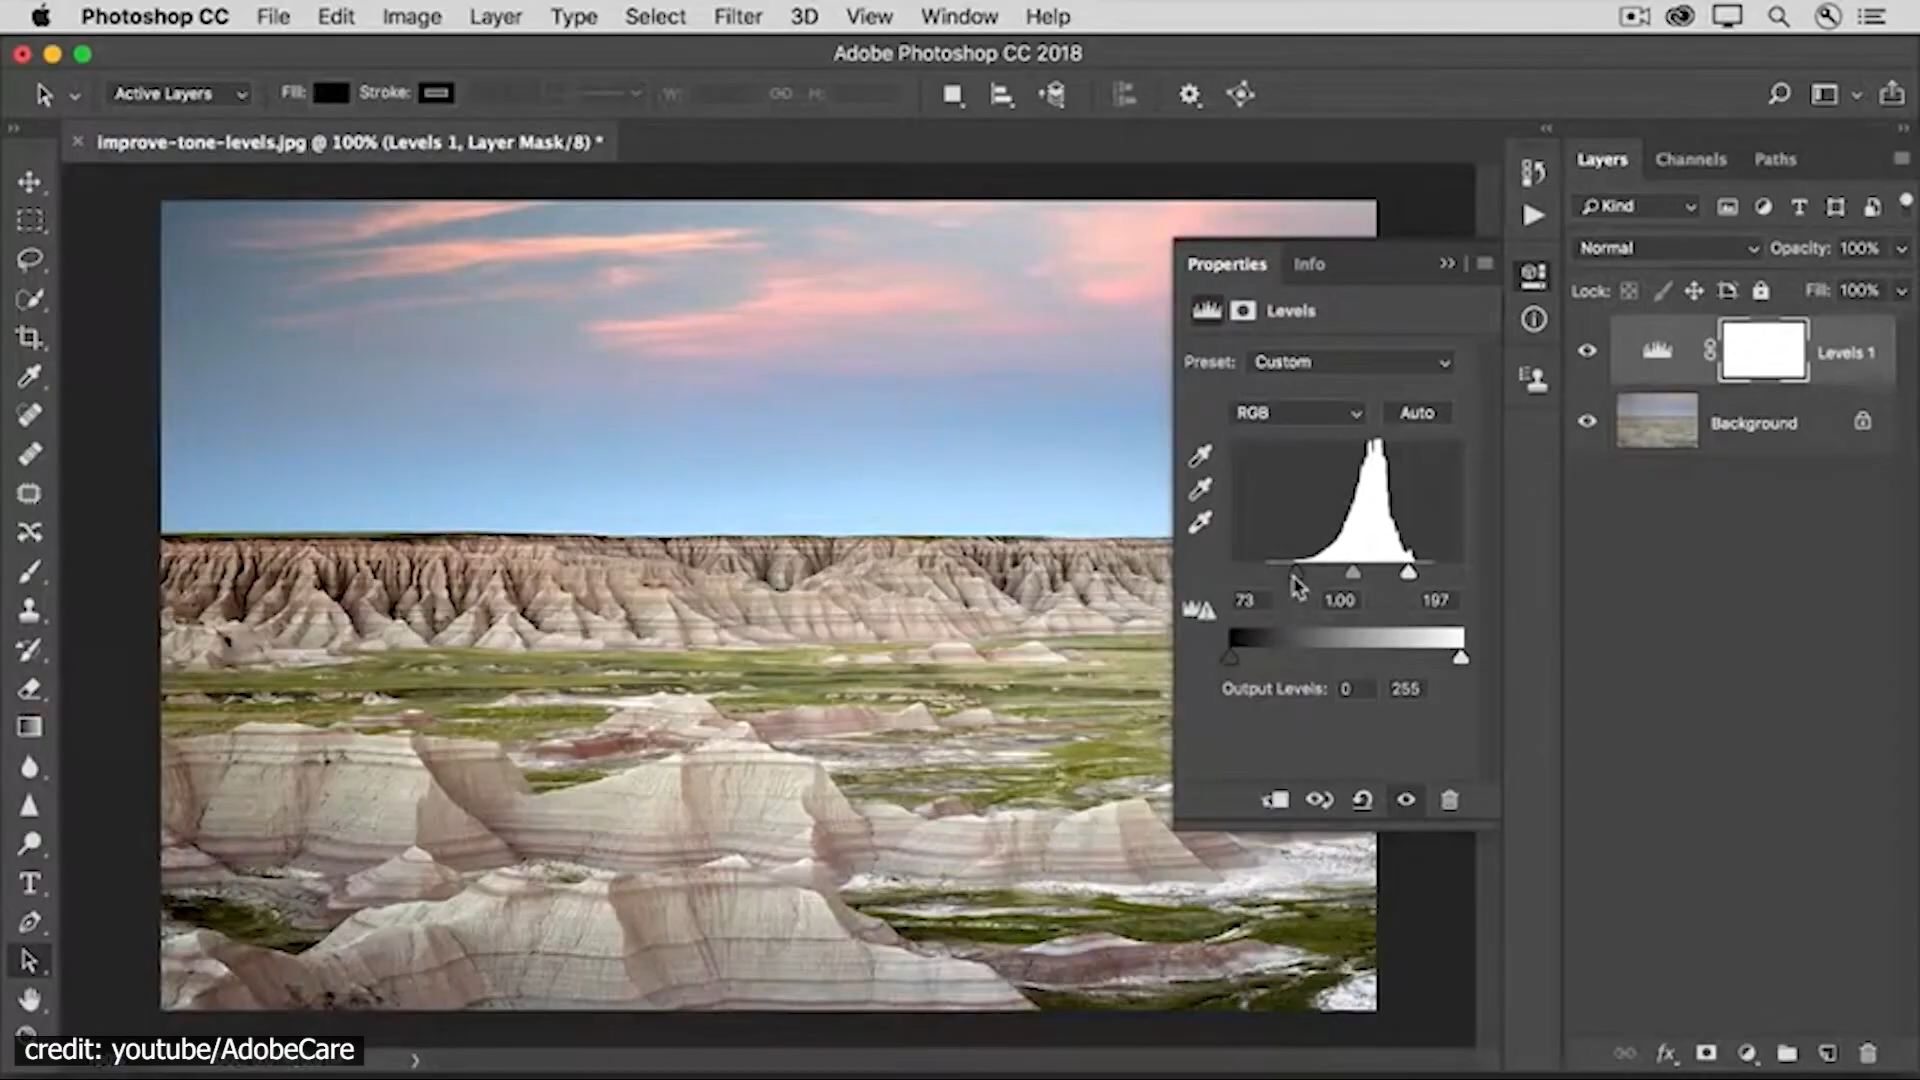 Photoshop CC File Edit Image Layer Type Select Filter 3D View Window Help
Adobe Photoshop CC 2018
Active Layers Fill: Stroke: W: H:
improve-tone-levels.jpg @ 100% (Levels 1, Layer Mask/8) *
Layers Channels Paths
Kind
Normal Opacity: 100%
Lock: Fill: 100%
Levels 1
Background
Properties Info
Levels
Preset: Custom
RGB Auto
73 1.00 197
Output Levels: 0 255
credit: youtube/AdobeCare